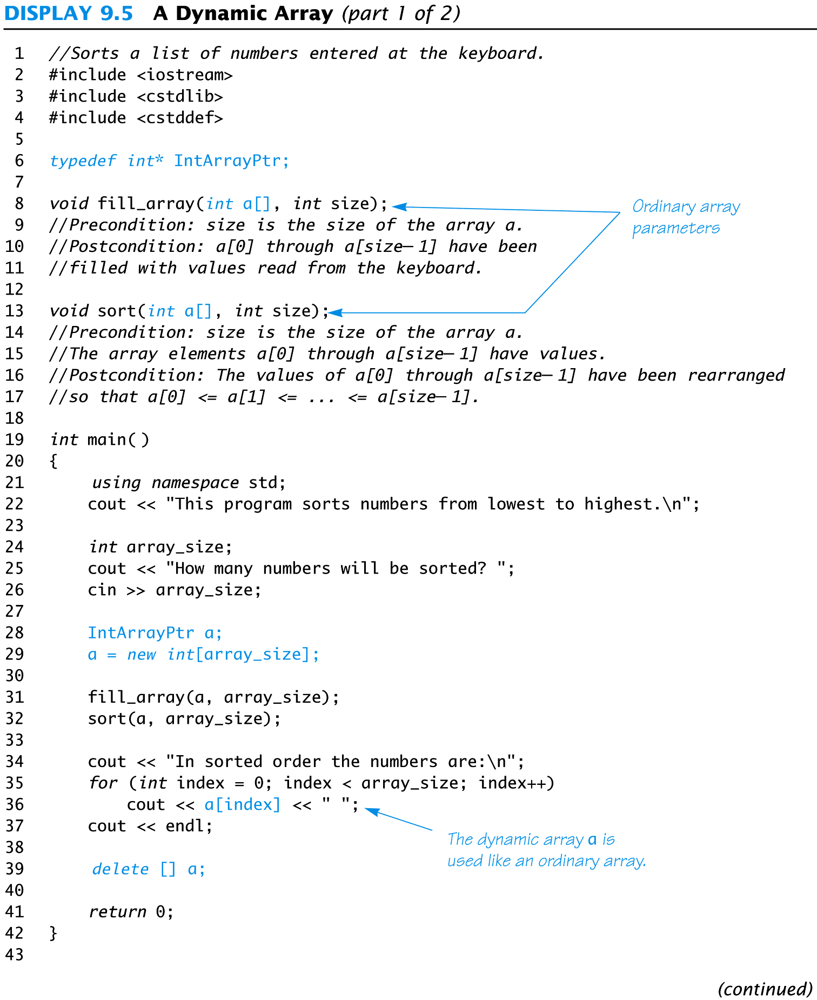 DISPLAY 9.5 A Dynamic Array (part 1 of 2)
1 //Sorts a list of numbers entered at the keyboard.
2 #include <iostream>
3 #include <cstdlib>
4 #include <cstddef>
5
6 typedef int* IntArrayPtr;
7
8 void fill_array(int a[], int size);
Ordinary array
parameters
9 //Precondition: size is the size of the array a.
10 //Postcondition: a[0] through a[size—1] have been
11 //filled with values read from the keyboard.
12
13 void sort(int a[], int size);
14 //Precondition: size is the size of the array a.
15 //The array elements a[0] through a[size—1] have values.
16 //Postcondition: The values of a[0] through a[size—1] have been rearranged
17 //so that a[0] <= a[1] <= ... <= a[size—1].
18
19 int main( )
20 {
21 using namespace std;
22 cout << "This program sorts numbers from lowest to highest.\n";
23
24 int array_size;
25 cout << "How many numbers will be sorted? ";
26 cin >> array_size;
27
28 IntArrayPtr a;
29 a = new int[array_size];
30
31 fill_array(a, array_size);
32 sort(a, array_size);
33
34 cout << "In sorted order the numbers are:\n";
35 for (int index = 0; index < array_size; index++)
36 cout << a[index] << " ";
37 cout << endl;
The dynamic array a is
used like an ordinary array.
38
39 delete [] a;
40
41 return 0;
42 }
43
(continued)